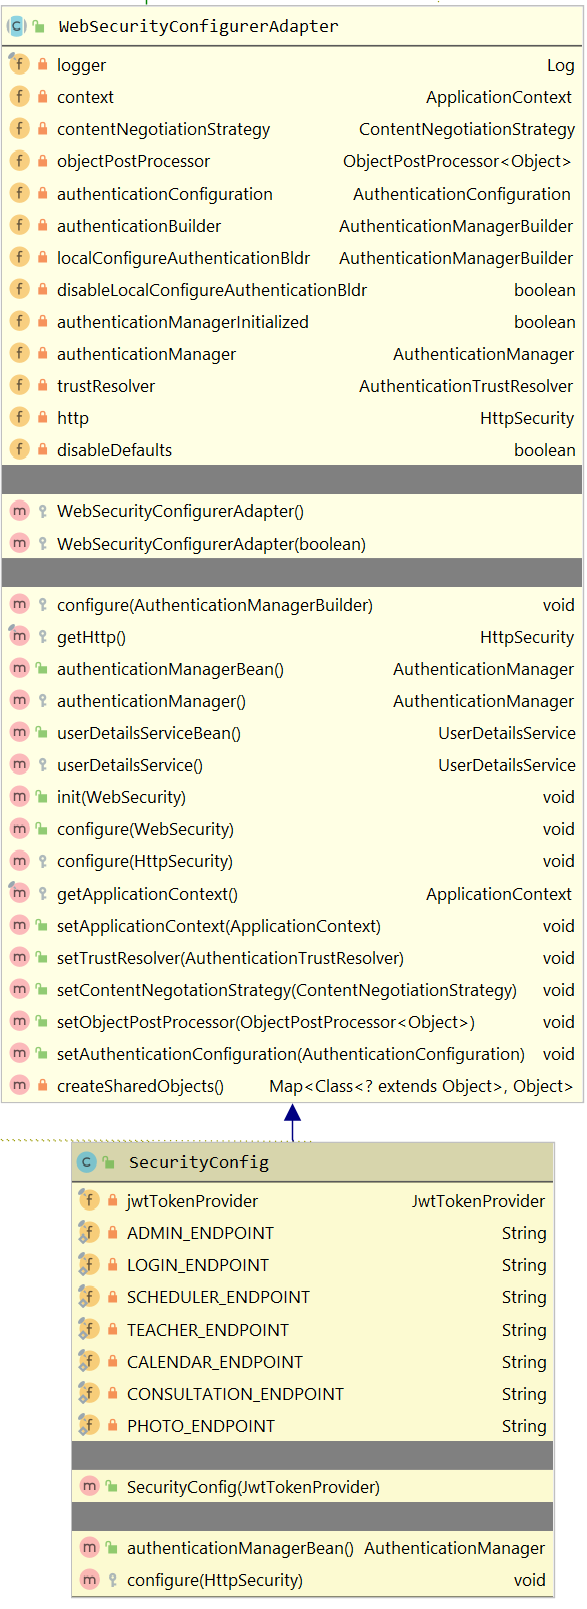 WebSecurityConfigurerAdapter
logger Log
context ApplicationContext
contentNegotiationStrategy ContentNegotiationStrategy
objectPostProcessor ObjectPostProcessor<Object>
authenticationConfiguration AuthenticationConfiguration
authenticationBuilder AuthenticationManagerBuilder
localConfigureAuthenticationBldr AuthenticationManagerBuilder
disableLocalConfigureAuthenticationBldr boolean
authenticationManagerInitialized boolean
authenticationManager AuthenticationManager
trustResolver AuthenticationTrustResolver
http HttpSecurity
disableDefaults boolean
WebSecurityConfigurerAdapter()
WebSecurityConfigurerAdapter(boolean)
configure(AuthenticationManagerBuilder) void
getHttp() HttpSecurity
authenticationManagerBean() AuthenticationManager
authenticationManager() AuthenticationManager
userDetailsServiceBean() UserDetailsService
userDetailsService() UserDetailsService
init(WebSecurity) void
configure(WebSecurity) void
configure(HttpSecurity) void
getApplicationContext() ApplicationContext
setApplicationContext(ApplicationContext) void
setTrustResolver(AuthenticationTrustResolver) void
setContentNegotationStrategy(ContentNegotiationStrategy) void
setObjectPostProcessor(ObjectPostProcessor<Object>) void
setAuthenticationConfiguration(AuthenticationConfiguration) void
createSharedObjects() Map<Class<? extends Object>, Object>
SecurityConfig
jwtTokenProvider JwtTokenProvider
ADMIN_ENDPOINT String
LOGIN_ENDPOINT String
SCHEDULER_ENDPOINT String
TEACHER_ENDPOINT String
CALENDAR_ENDPOINT String
CONSULTATION_ENDPOINT String
PHOTO_ENDPOINT String
SecurityConfig(JwtTokenProvider)
authenticationManagerBean() AuthenticationManager
configure(HttpSecurity) void